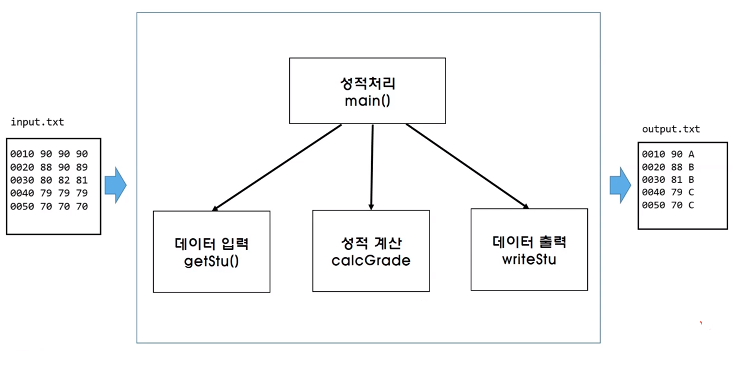 성적처리
main()
input.txt
0010 90 90 90
0020 88 90 89
0030 80 82 81
0040 79 79 79
0050 70 70 70
output.txt
0010 90 A
0020 88 B
0030 81 B
0040 79 C
0050 70 C
데이터 입력
getStu()
성적 계산
calcGrade
데이터 출력
writeStu